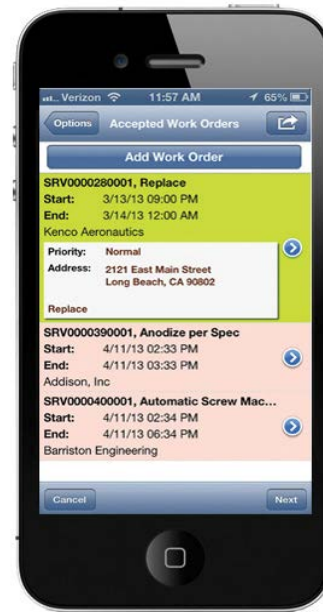 Verizon 11:57 AM 65%
Options Accepted Work Orders
Add Work Order
SRV0000280001, Replace
Start: 3/13/13 09:00 PM
End: 3/14/13 12:00 AM
Kenco Aeronautics
Priority: Normal
Address: 2121 East Main Street
Long Beach, CA 90802
Replace
SRV0000390001, Anodize per Spec
Start: 4/11/13 02:33 PM
End: 4/11/13 03:33 PM
Addison, Inc
SRV0000400001, Automatic Screw Mac...
Start: 4/11/13 02:34 PM
End: 4/11/13 06:34 PM
Barriston Engineering
Cancel Next